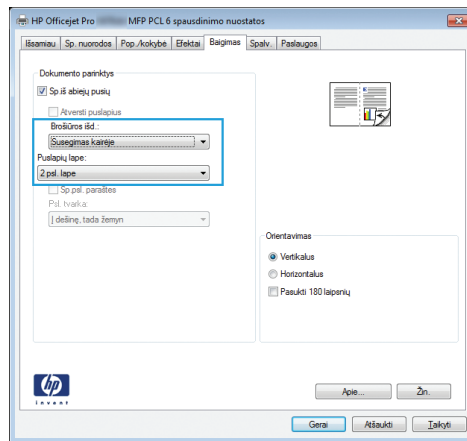 HP Officejet Pro MFP PCL 6 spausdinimo nuostatos
Išsamiau Sp. nuorodos Pop./kokybė Efektai Baigimas Spalv. Paslaugos
Dokumento parinktys
Sp iš abiejų pusių
Atversti puslapius
Brošiūros išd.:
Susegimas kairėje
Puslapių lape:
2 psl. lape
Sp.psl. paraštes
Psl. tvarka:
Į dešinę, tada žemyn
Orientavimas
Vertikalus
Horizontalus
Pasukti 180 laipsnių
hp
invent
Apie...
Žin.
Gerai
Atšaukti
Taikyti